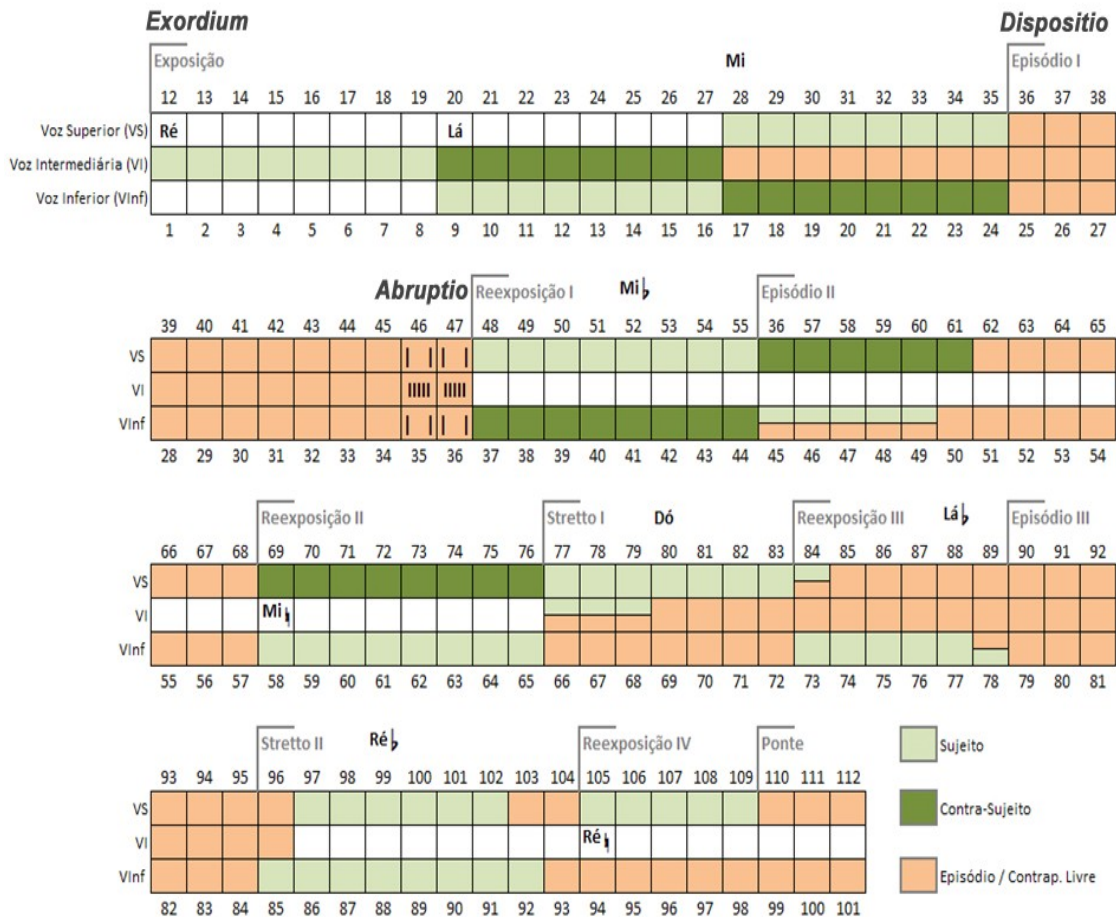 Exordium Dispositio
Exposição Mi Episódio I
12 13 14 15 16 17 18 19 20 21 22 23 24 25 26 27 28 29 30 31 32 33 34 35 36 37 38
Voz Superior (VS) Ré Lá
Voz Intermediária (VI)
Voz Inferior (VInf)
1 2 3 4 5 6 7 8 9 10 11 12 13 14 15 16 17 18 19 20 21 22 23 24 25 26 27
Abruptio Reexposição I Mi♭ Episódio II
39 40 41 42 43 44 45 46 47 48 49 50 51 52 53 54 55 36 57 58 59 60 61 62 63 64 65
VS
VI
VInf
28 29 30 31 32 33 34 35 36 37 38 39 40 41 42 43 44 45 46 47 48 49 50 51 52 53 54
Reexposição II Stretto I Dó Reexposição III Lá♭ Episódio III
66 67 68 69 70 71 72 73 74 75 76 77 78 79 80 81 82 83 84 85 86 87 88 89 90 91 92
VS
VI Mi♮
VInf
55 56 57 58 59 60 61 62 63 64 65 66 67 68 69 70 71 72 73 74 75 76 77 78 79 80 81
Stretto II Ré♭ Reexposição IV Ponte
93 94 95 96 97 98 99 100 101 102 103 104 105 106 107 108 109 110 111 112
VS
VI Ré♮
VInf
82 83 84 85 86 87 88 89 90 91 92 93 94 95 96 97 98 99 100 101
Sujeito
Contra-Sujeito
Episódio / Contrap. Livre